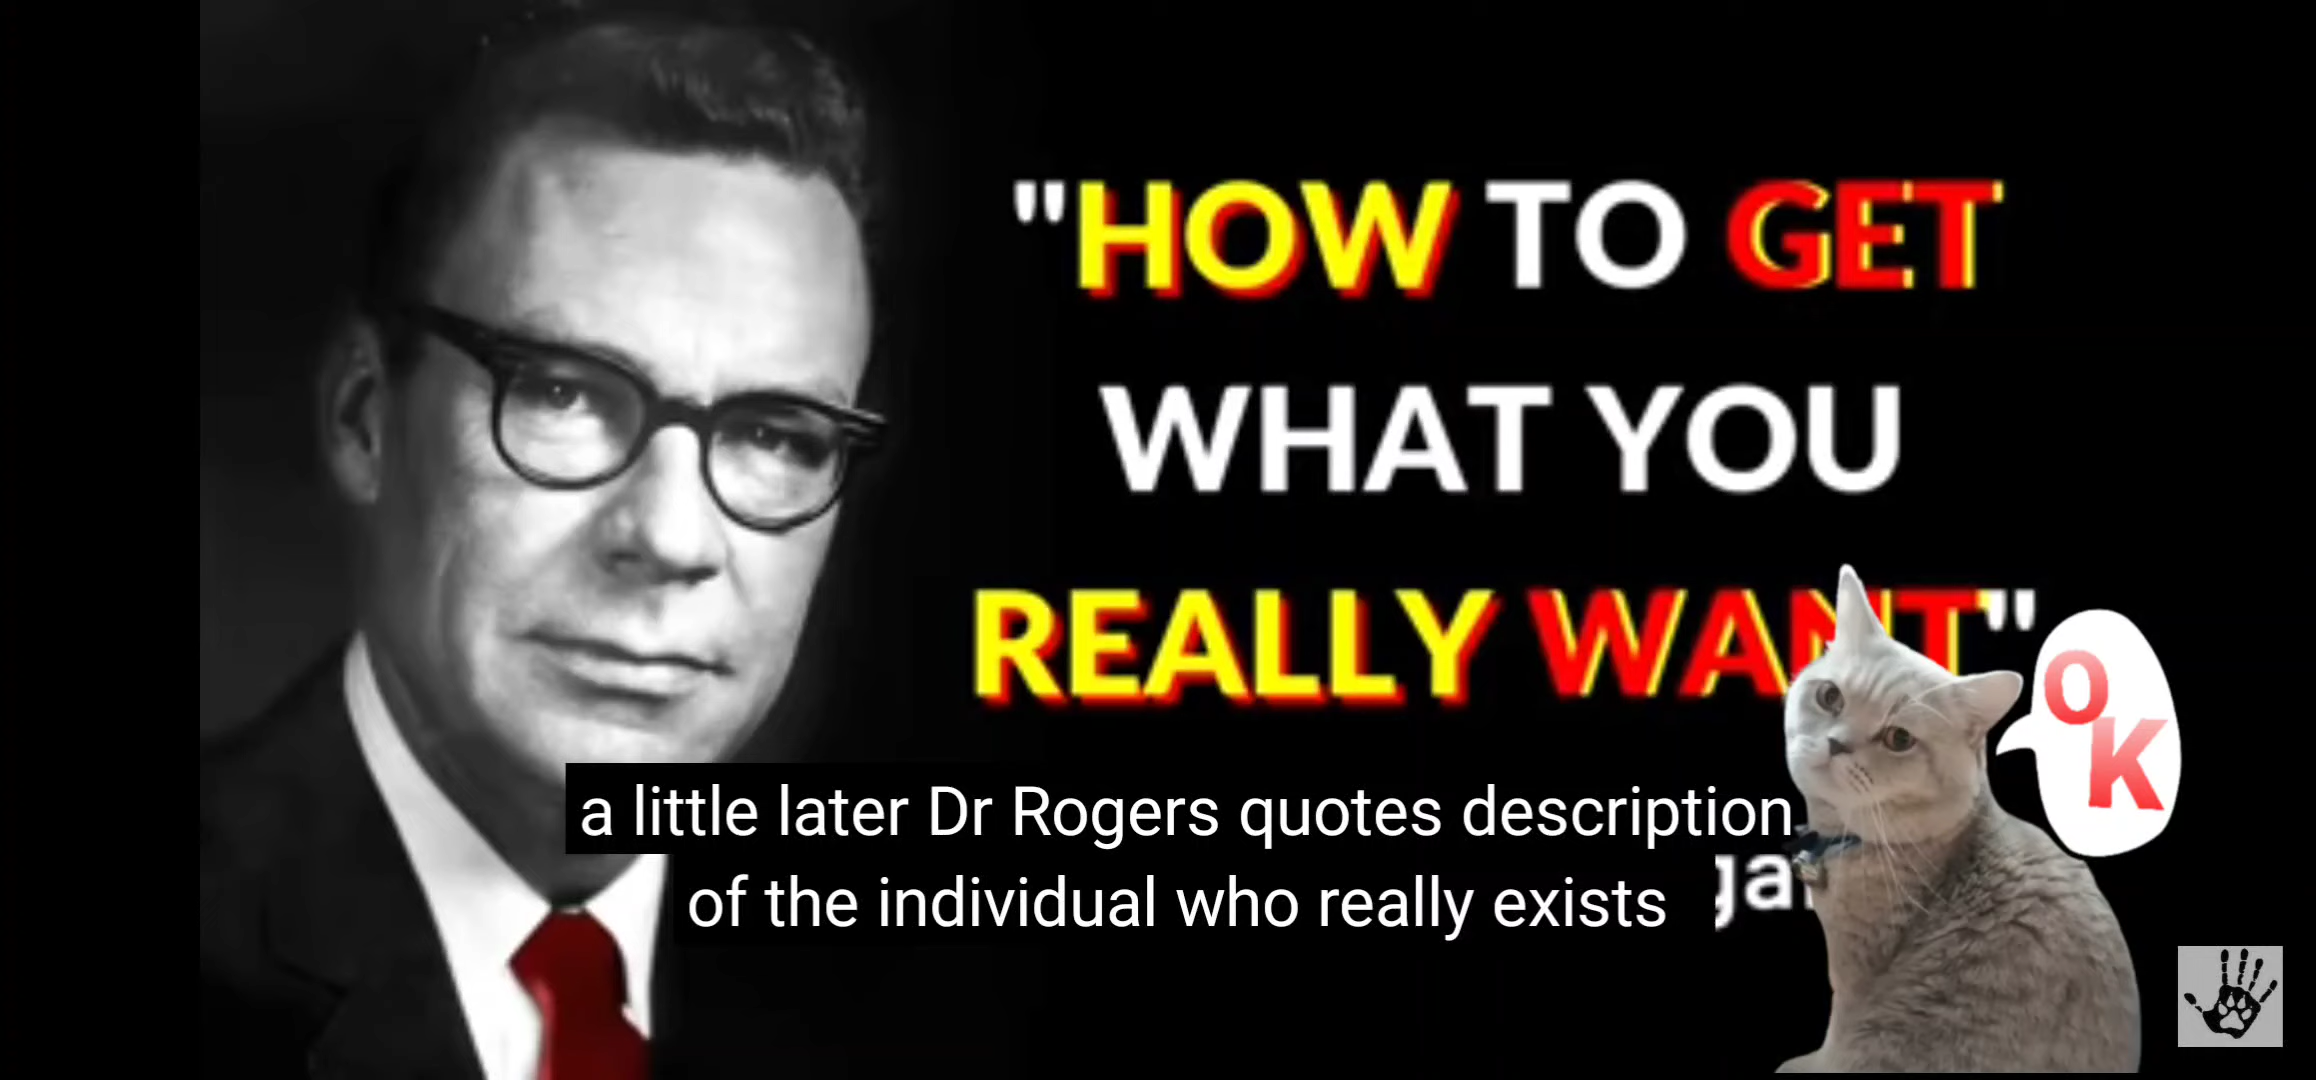 "HOW TO GET
WHAT YOU
REALLY WANT"
OK
a little later Dr Rogers quotes description
of the individual who really exists